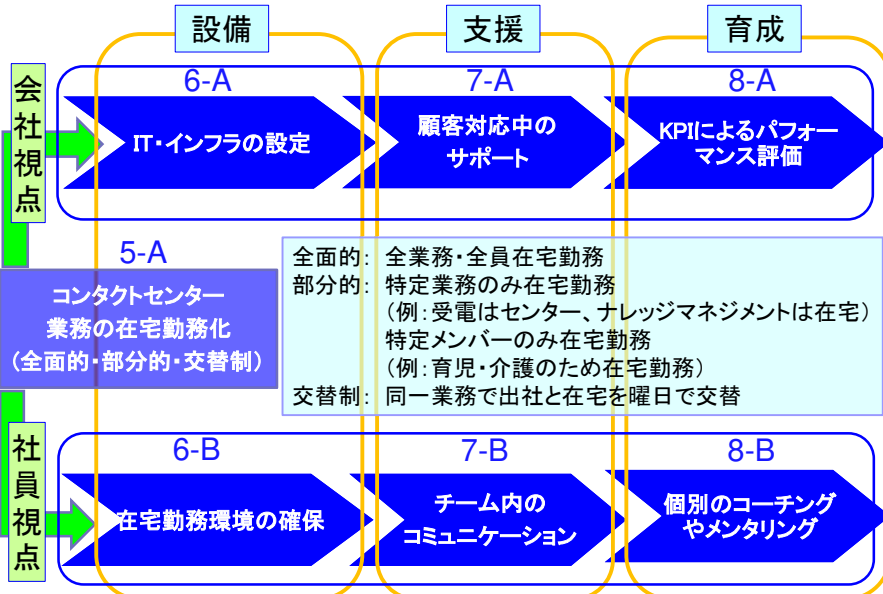 設備
支援
育成
会社視点
6-A
IT・インフラの設定
7-A
顧客対応中の
サポート
8-A
KPIによるパフォー
マンス評価
5-A
コンタクトセンター
業務の在宅勤務化
（全面的・部分的・交替制）
全面的： 全業務・全員在宅勤務
部分的： 特定業務のみ在宅勤務
（例：受電はセンター、ナレッジマネジメントは在宅）
特定メンバーのみ在宅勤務
（例：育児・介護のため在宅勤務）
交替制： 同一業務で出社と在宅を曜日で交替
社員視点
6-B
在宅勤務環境の確保
7-B
チーム内の
コミュニケーション
8-B
個別のコーチング
やメンタリング